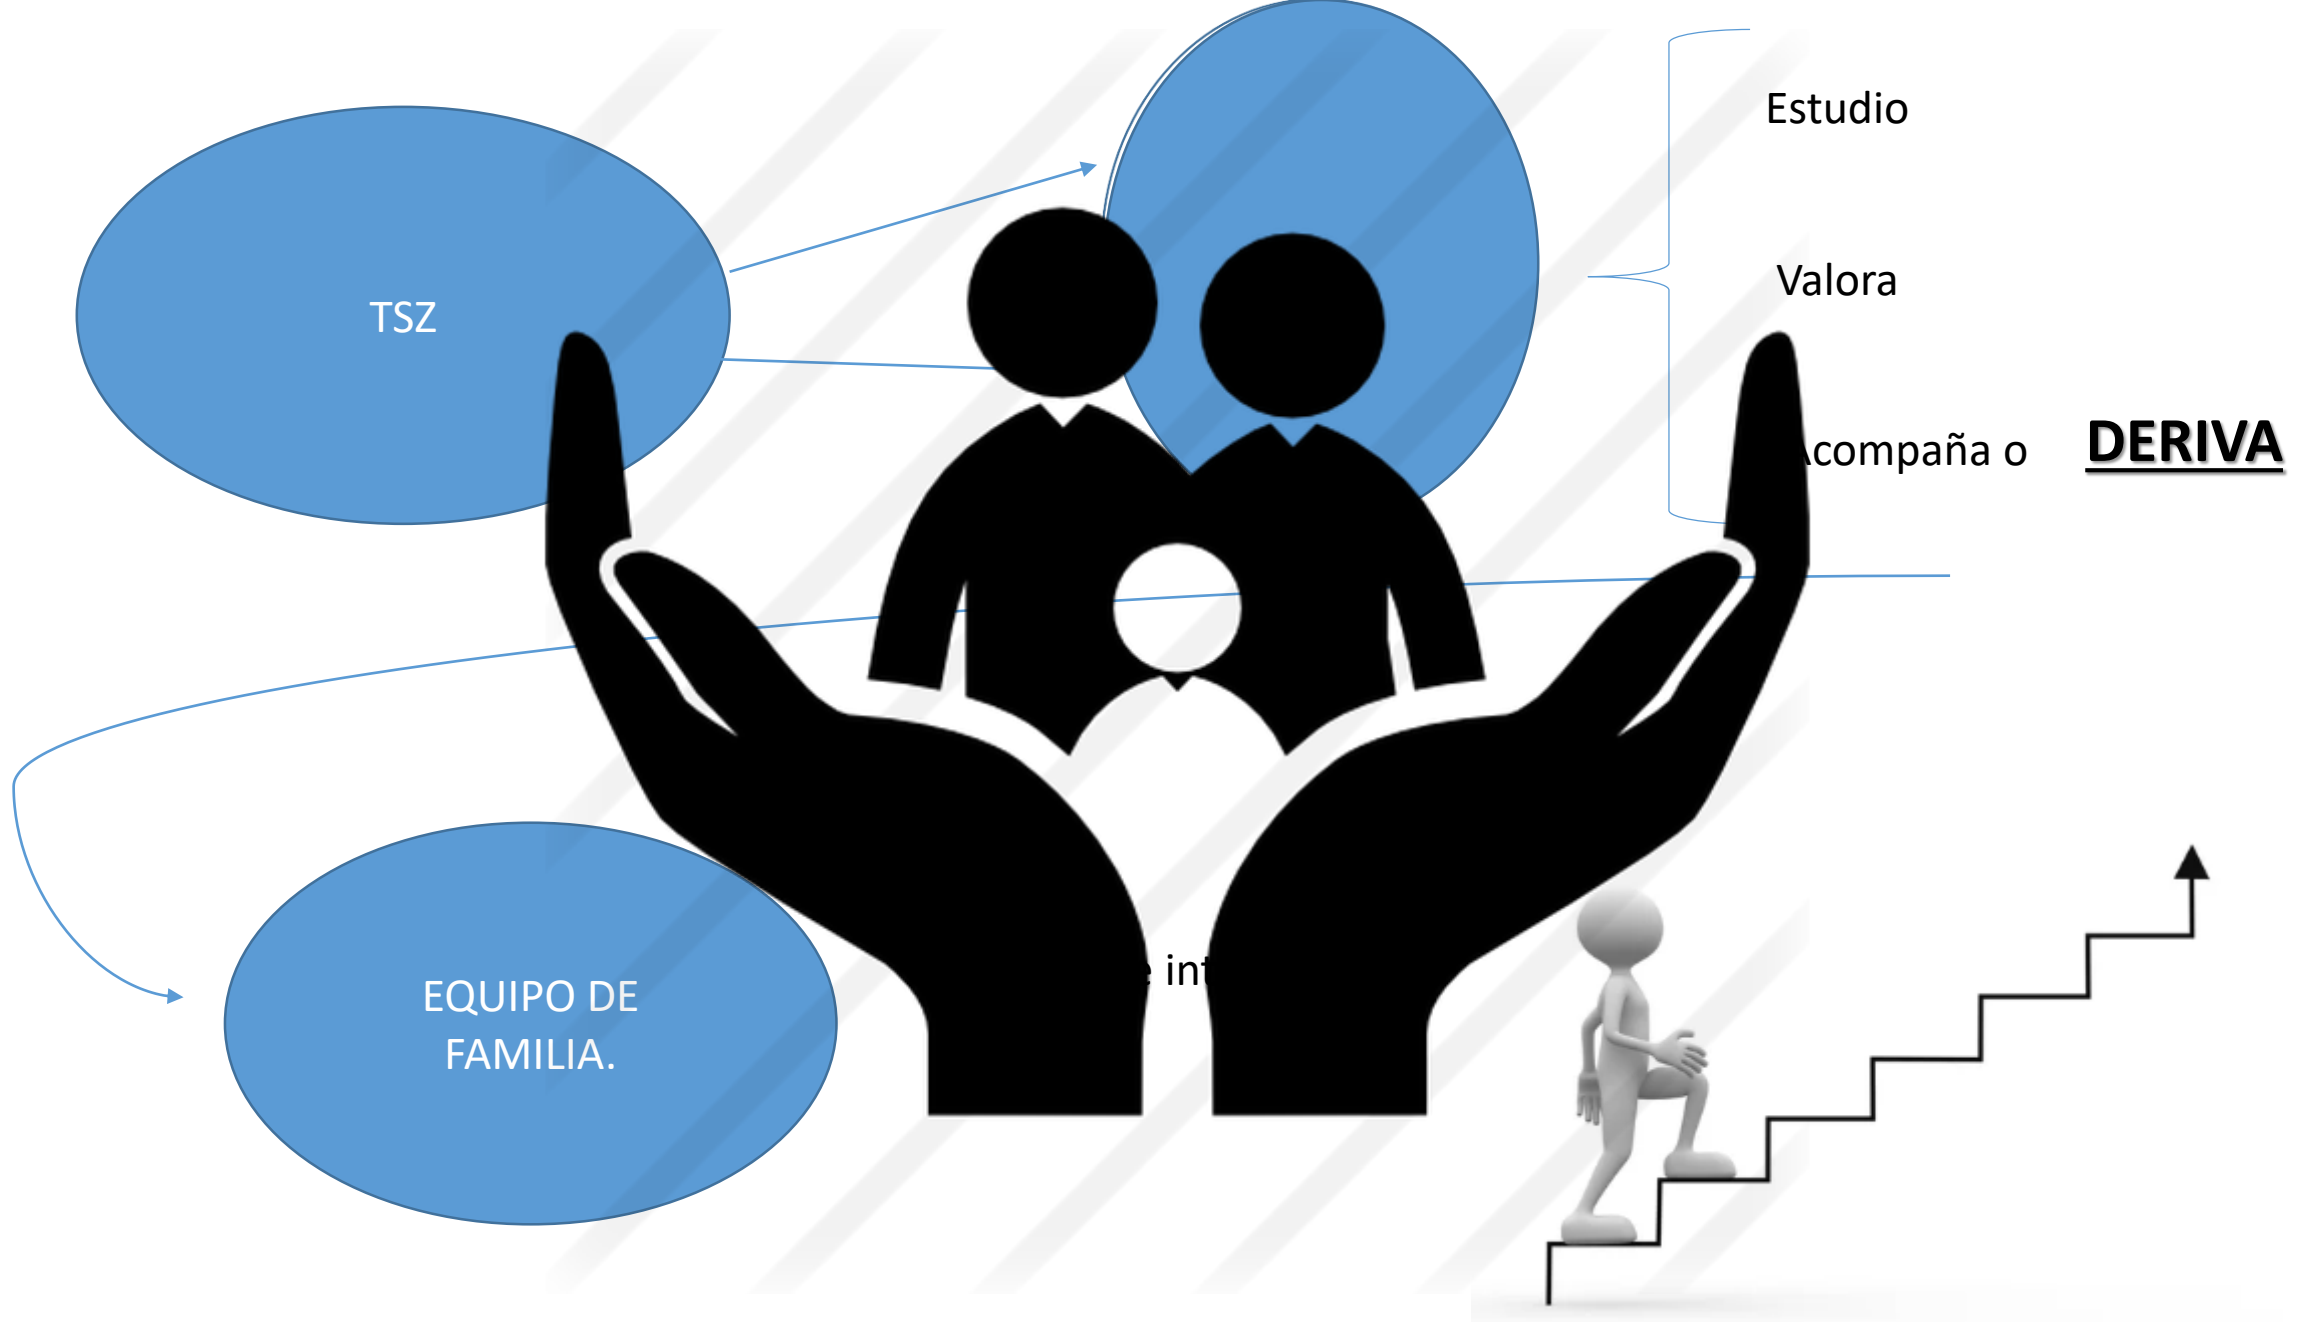 Estudio
Valora
TSZ
compaña o DERIVA
EQUIPO DE
FAMILIA.